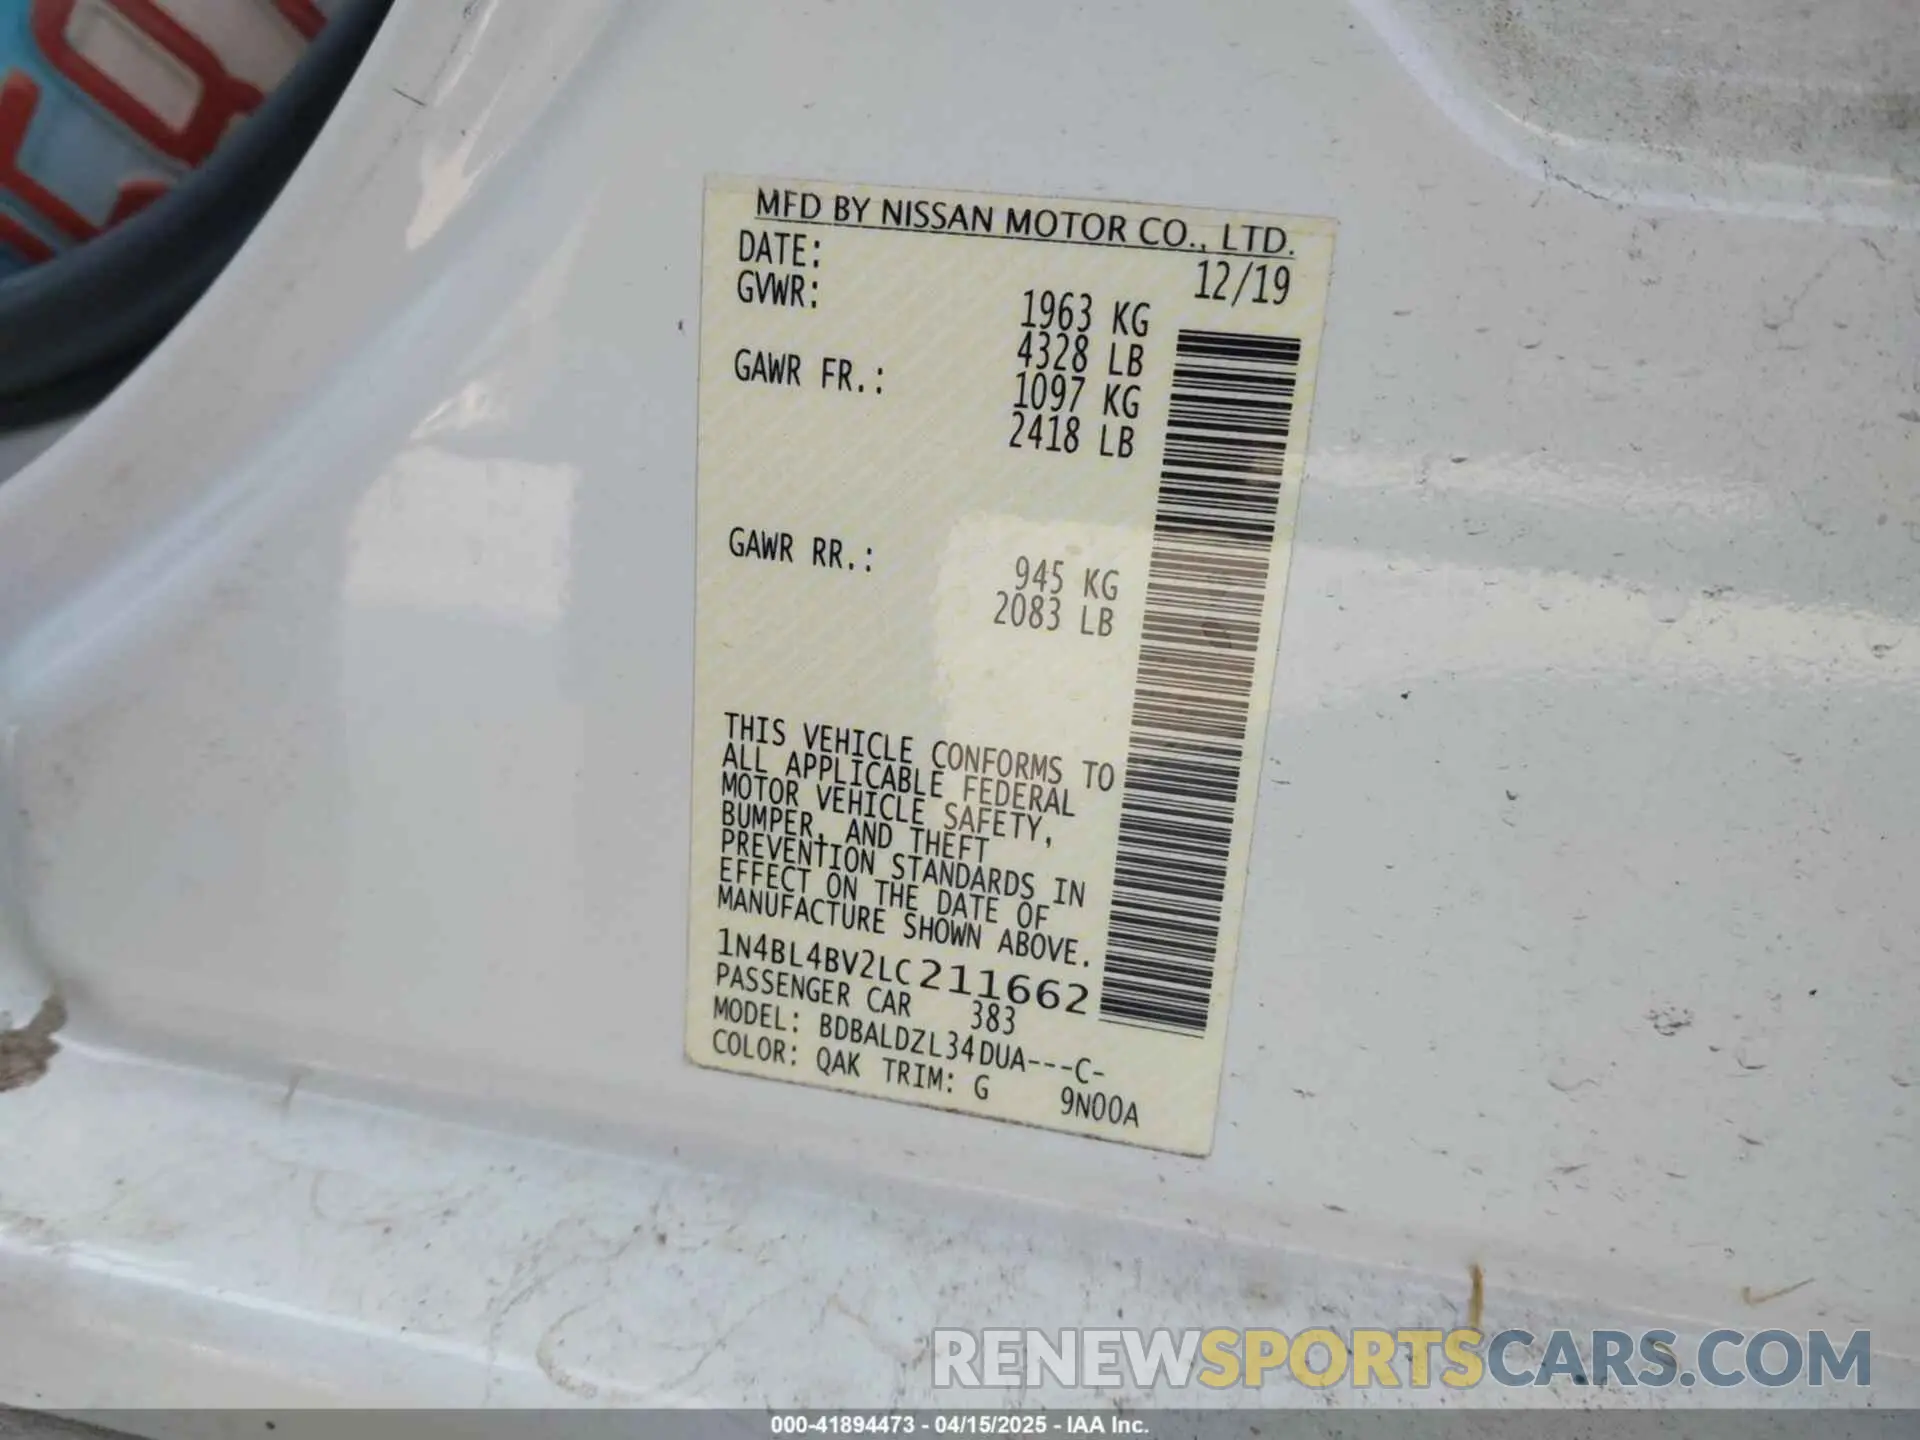 MFD BY NISSAN MOTOR CO., LTD.
DATE: 12/19
GVWR: 1963 KG
4328 LB
GAWR FR.: 1097 KG
2418 LB
GAWR RR.: 945 KG
2083 LB
THIS VEHICLE CONFORMS TO
ALL APPLICABLE FEDERAL
MOTOR VEHICLE SAFETY,
BUMPER, AND THEFT
PREVENTION STANDARDS IN
EFFECT ON THE DATE OF
MANUFACTURE SHOWN ABOVE.
1N4BL4BV2LC211662
PASSENGER CAR 383
MODEL: BDBALDZL34DUA---C-
COLOR: QAK TRIM: G 9N00A
RENEWSPORTSCARS.COM
000-41894473 - 04/15/2025 - IAA Inc.